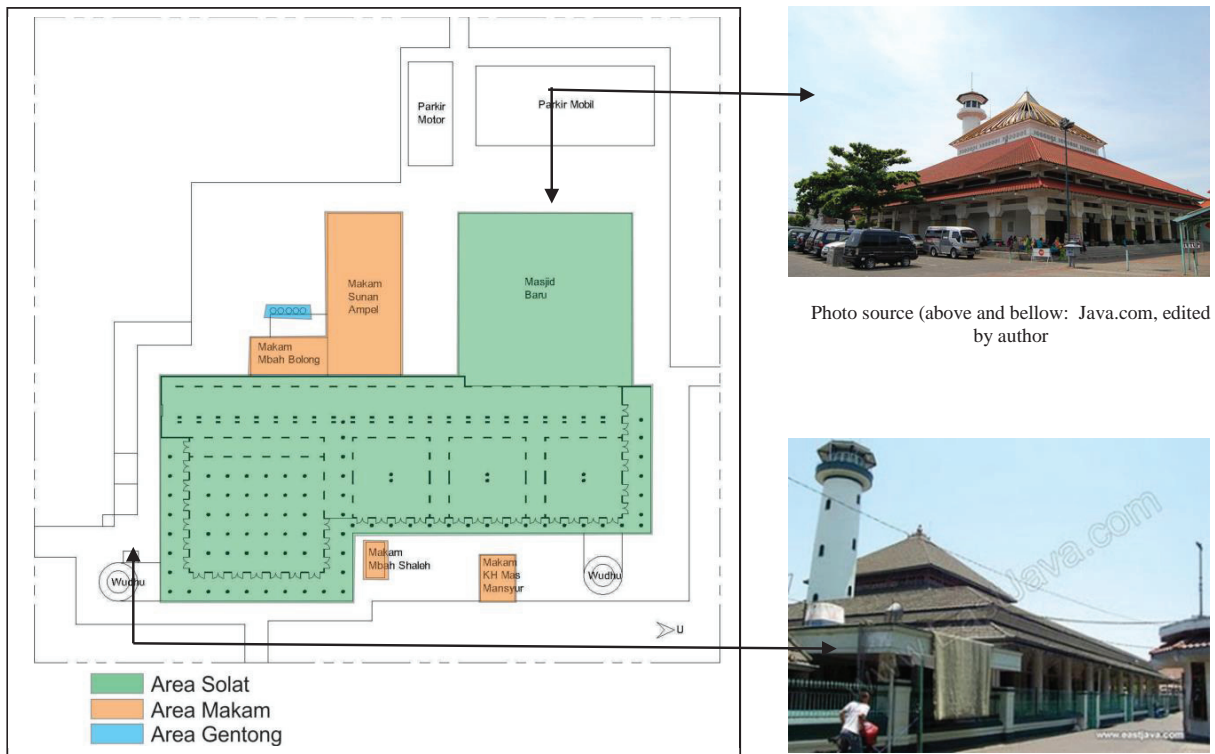 Parkir
Motor
Parkir Mobil
Makam
Sunan
Ampel
Masjid
Baru
Makam
Mbah Bolong
Makam
Mbah Shaleh
Makam
KH Mas
Mansyur
Wudhu
Wudhu
U
Area Solat
Area Makam
Area Gentong
Photo source (above and bellow: Java.com, edited
by author
Java.com
www.eastjava.com